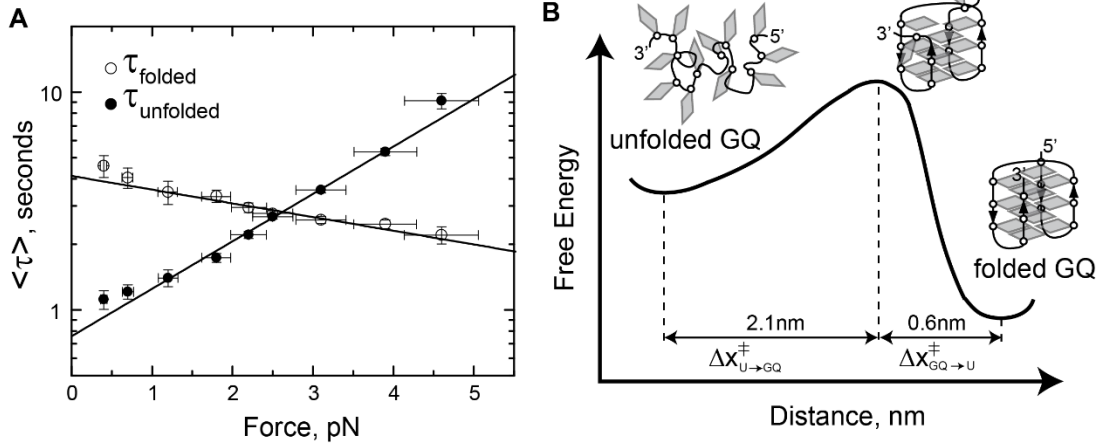 A
τfolded
τunfolded
10
1
<τ>, seconds
0 1 2 3 4 5
Force, pN
B
3’
5’
unfolded GQ
3’
5’
3’
folded GQ
Free Energy
2.1nm
0.6nm
Δx‡U→GQ
Δx‡GQ→U
Distance, nm